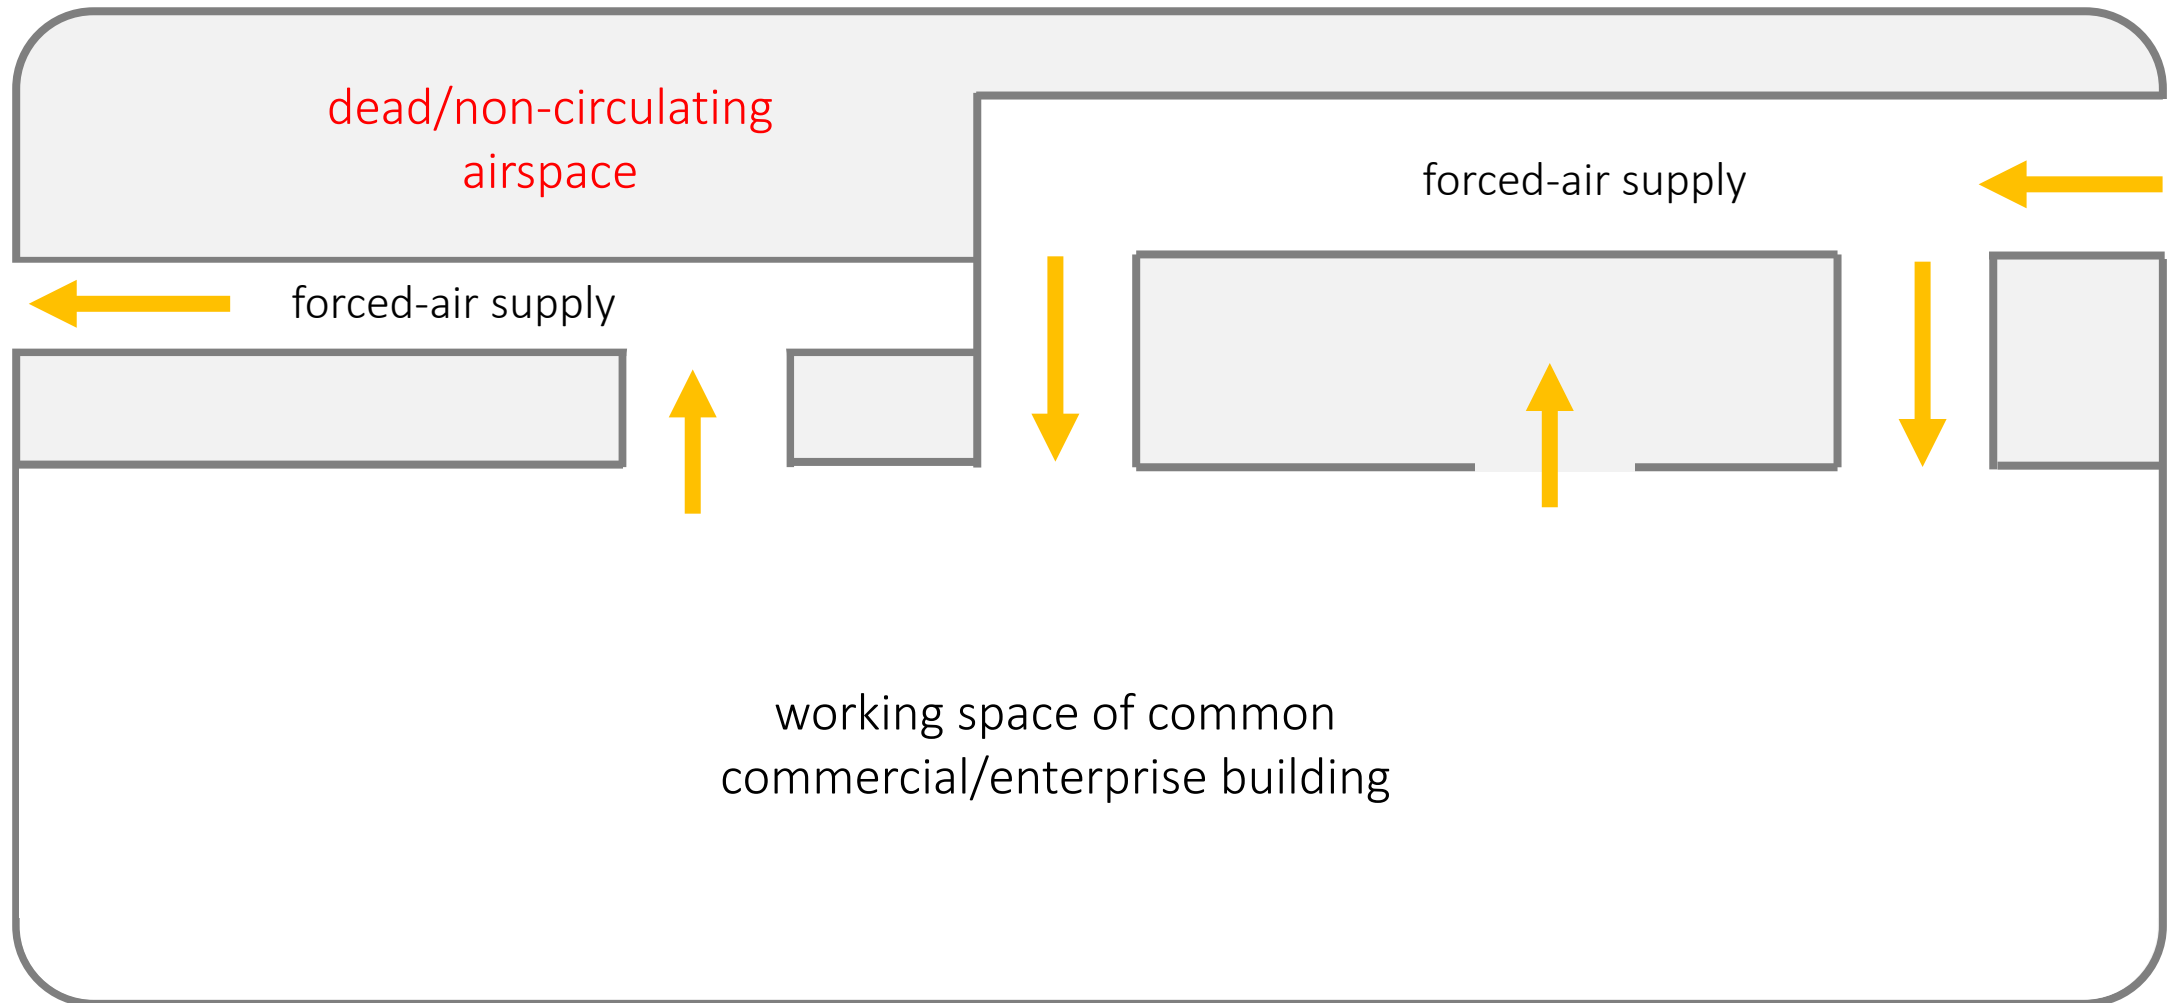 dead/non-circulating
airspace
forced-air supply
forced-air supply
working space of common
commercial/enterprise building